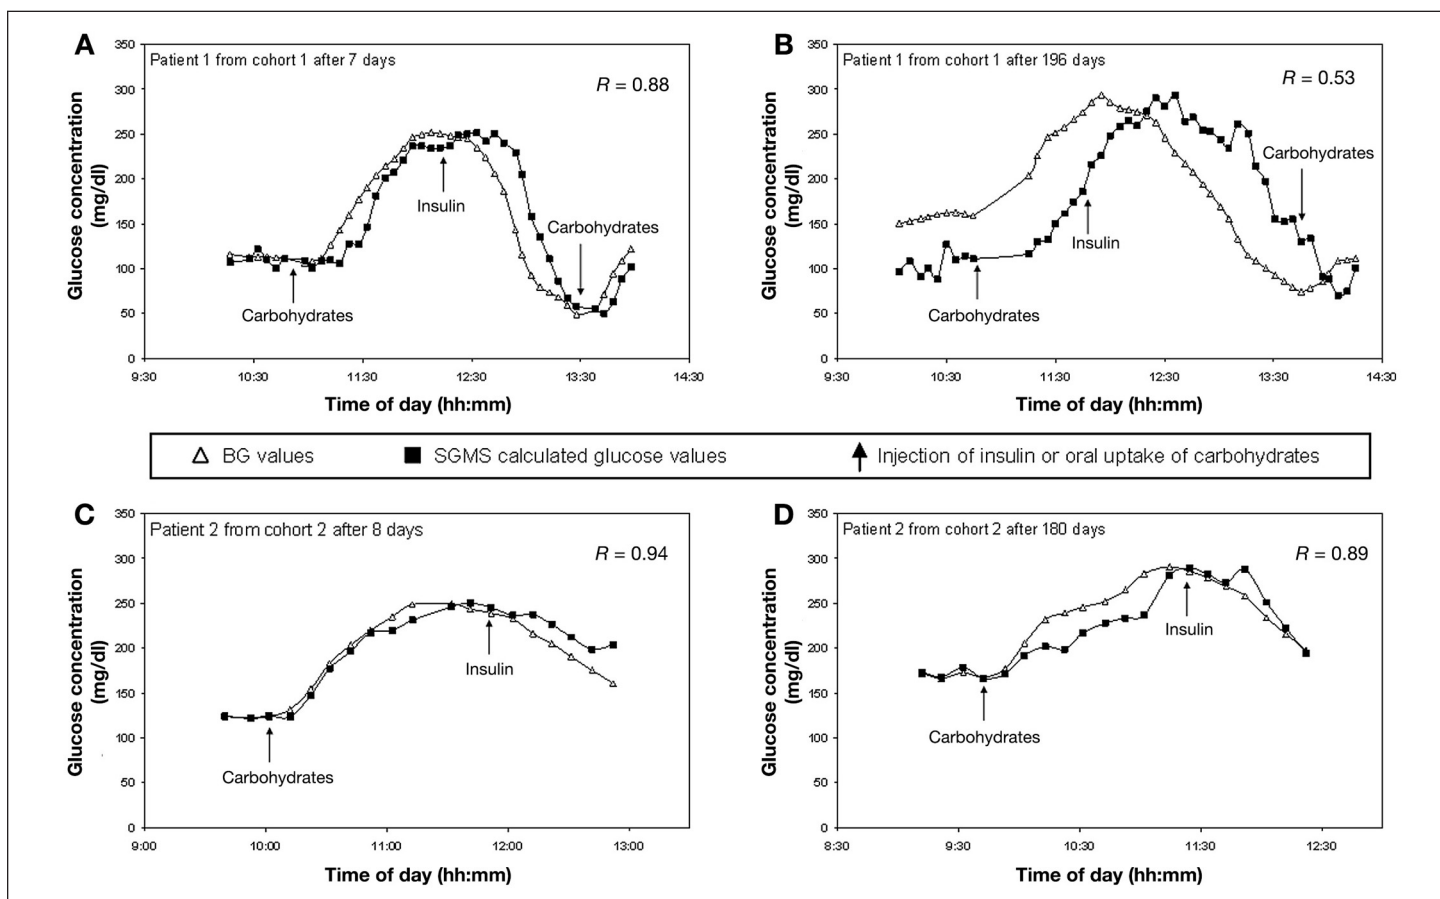 A
Patient 1 from cohort 1 after 7 days
R = 0.88
350
300
250
200
150
100
50
0
Glucose concentration
(mg/dl)
Insulin
Carbohydrates
Carbohydrates
9:30
10:30
11:30
12:30
13:30
14:30
Time of day (hh:mm)
B
Patient 1 from cohort 1 after 196 days
R = 0.53
350
300
250
200
150
100
50
0
Glucose concentration
(mg/dl)
Carbohydrates
Insulin
Carbohydrates
9:30
10:30
11:30
12:30
13:30
14:30
Time of day (hh:mm)
BG values
SGMS calculated glucose values
Injection of insulin or oral uptake of carbohydrates
C
Patient 2 from cohort 2 after 8 days
R = 0.94
350
300
250
200
150
100
50
0
Glucose concentration
(mg/dl)
Insulin
Carbohydrates
9:00
10:00
11:00
12:00
13:00
Time of day (hh:mm)
D
Patient 2 from cohort 2 after 180 days
R = 0.89
350
300
250
200
150
100
50
0
Glucose concentration
(mg/dl)
Insulin
Carbohydrates
8:30
9:30
10:30
11:30
12:30
Time of day (hh:mm)